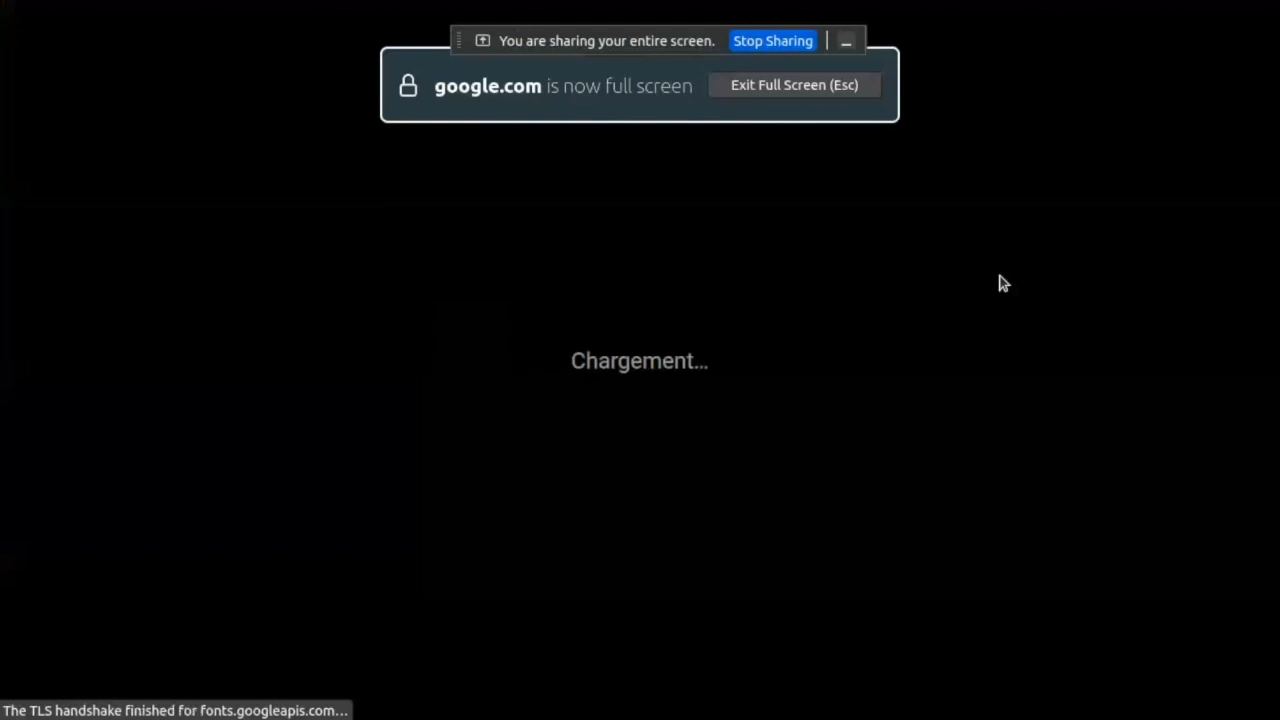 You are sharing your entire screen. Stop Sharing
google.com is now full screen Exit Full Screen (Esc)
Chargement...
The TLS handshake finished for fonts.googleapis.com...